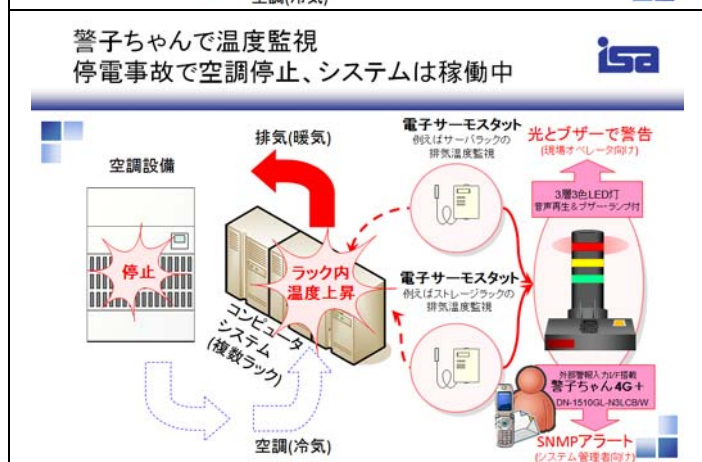 空調(冷気)
警子ちゃんで温度監視
停電事故で空調停止、システムは稼働中
isa
空調設備
停止
排気(暖気)
ラック内
温度上昇
コンピュータ
システム
(複数ラック)
空調(冷気)
電子サーモスタット
例えばサーバラックの
排気温度監視
電子サーモスタット
例えばストレージラックの
排気温度監視
光とブザーで警告
(現場オペレータ向け)
3層3色LED灯
音声再生&ブザー・ランプ付
外部警報入力I/F搭載
警子ちゃん4G+
DN-1510GL-N3LCB/W
SNMPアラート
(システム管理者向け)